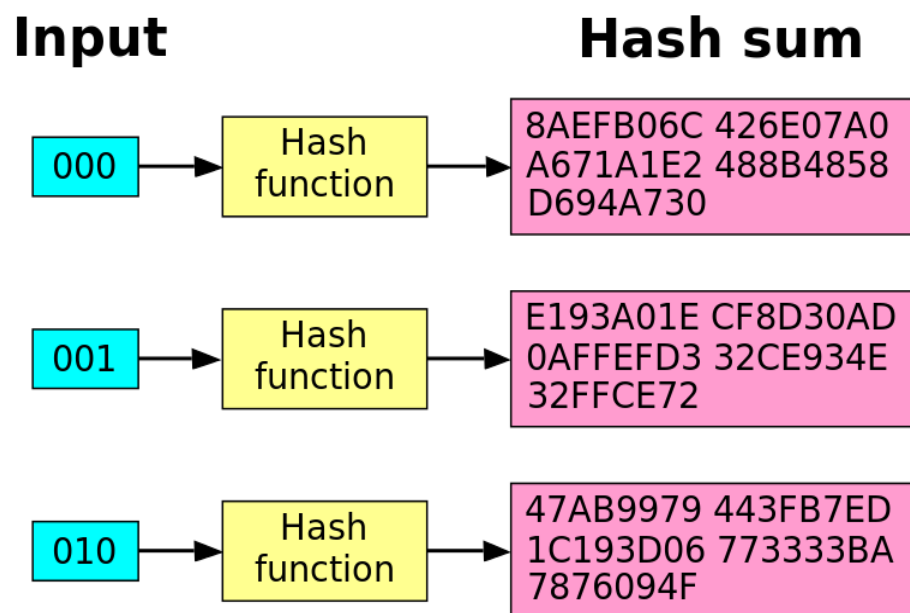 Input
Hash sum
000
Hash
function
8AEFB06C 426E07A0
A671A1E2 488B4858
D694A730
001
Hash
function
E193A01E CF8D30AD
0AFFEFD3 32CE934E
32FFCE72
010
Hash
function
47AB9979 443FB7ED
1C193D06 773333BA
7876094F